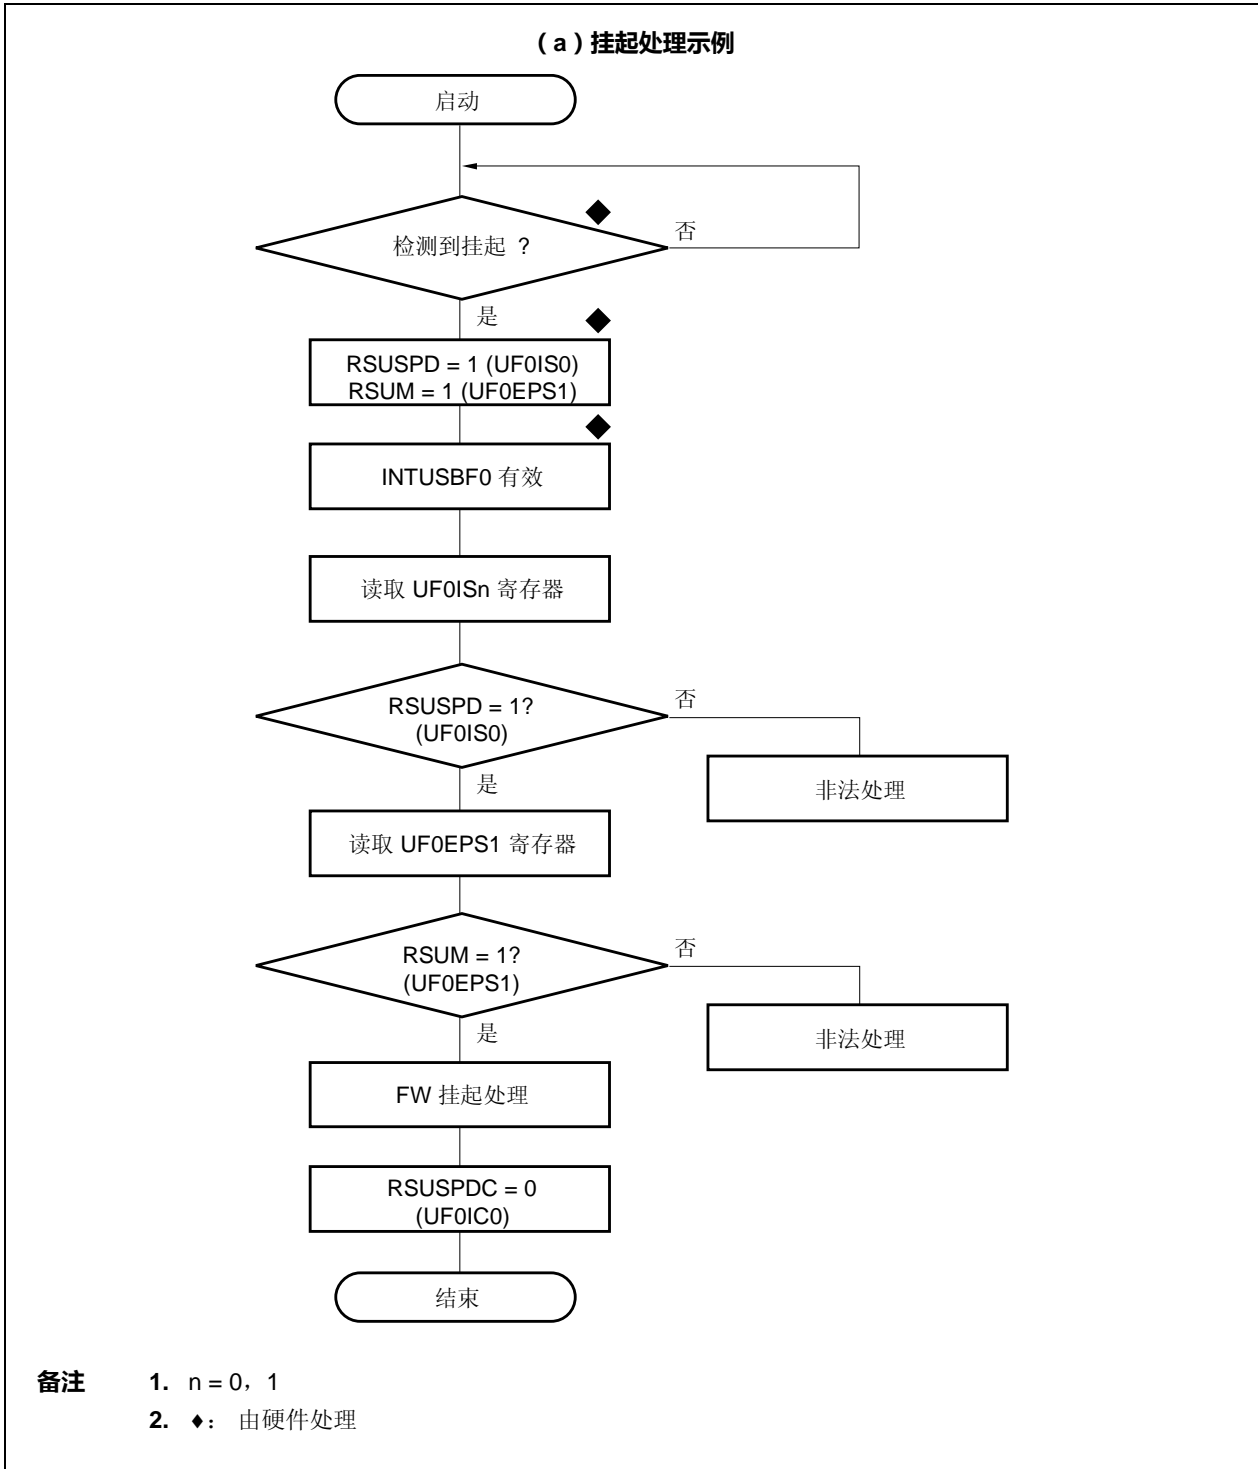 （a）挂起处理示例
启动
检测到挂起 ?
否
是
RSUSPD = 1 (UF0IS0)
RSUM = 1 (UF0EPS1)
INTUSBF0 有效
读取 UF0ISn 寄存器
RSUSPD = 1?
(UF0IS0)
否
非法处理
是
读取 UF0EPS1 寄存器
RSUM = 1?
(UF0EPS1)
否
非法处理
是
FW 挂起处理
RSUSPDC = 0
(UF0IC0)
结束
备注 1. n = 0，1
2. ♦： 由硬件处理